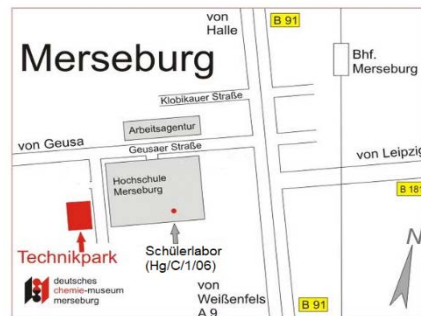 von
Halle
B 91
Merseburg
Bhf.
Merseburg
Klobikauer Straße
Arbeitsagentur
von Geusa
Geusaer Straße
von Leipzig
Hochschule
Merseburg
B 181
Technikpark
Schülerlabor
(Hg/C/1/06)
N
deutsches
chemie-museum
merseburg
von
Weißenfels
A 9
B 91